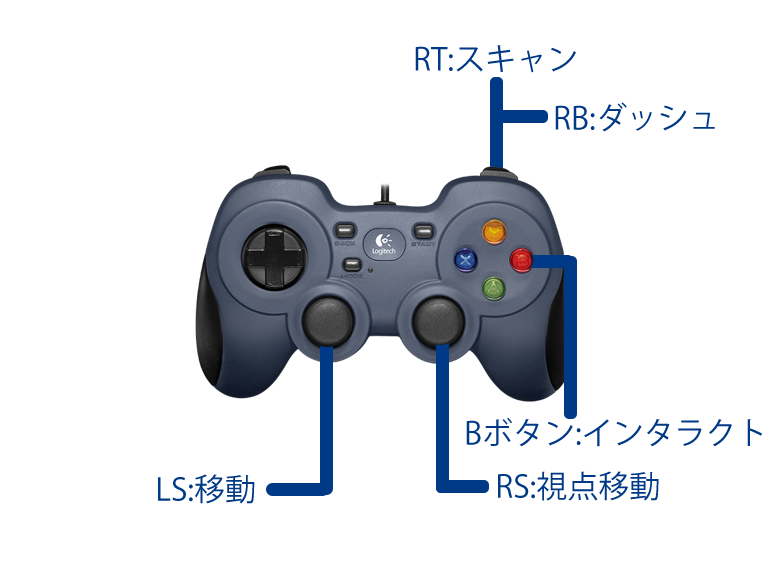 RT:スキャン
RB:ダッシュ
BACK
Logitech
START
Y
X
B
A
MODE
Bボタン:インタラクト
LS:移動
RS:視点移動